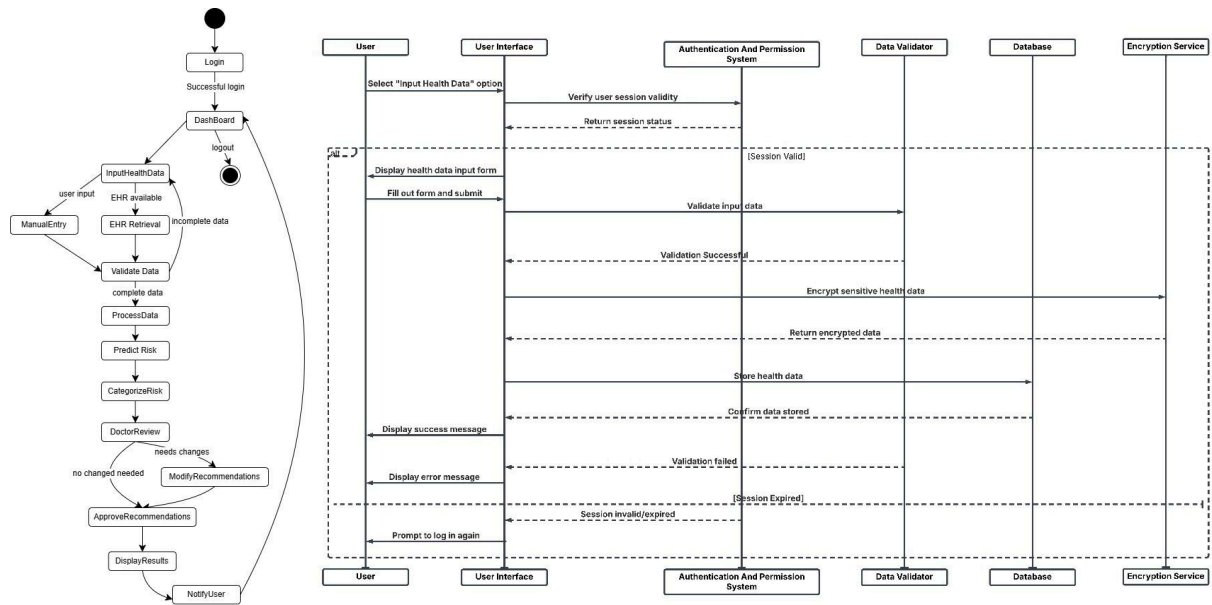 Login
Successful login
DashBoard
logout
InputHealthData
user input
EHR available
incomplete data
ManualEntry
EHR Retrieval
Validate Data
complete data
ProcessData
Predict Risk
CategorizeRisk
DoctorReview
needs changes
no changed needed
ModifyRecommendations
ApproveRecommendations
DisplayResults
NotifyUser
User
User Interface
Authentication And Permission
System
Data Validator
Database
Encryption Service
Select "Input Health Data" option
Verify user session validity
Return session status
alt
[Session Valid]
Display health data input form
Fill out form and submit
Validate input data
Validation Successful
Encrypt sensitive health data
Return encrypted data
Store health data
Confirm data stored
Display success message
Validation failed
Display error message
[Session Expired]
Session invalid/expired
Prompt to log in again
User
User Interface
Authentication And Permission
System
Data Validator
Database
Encryption Service